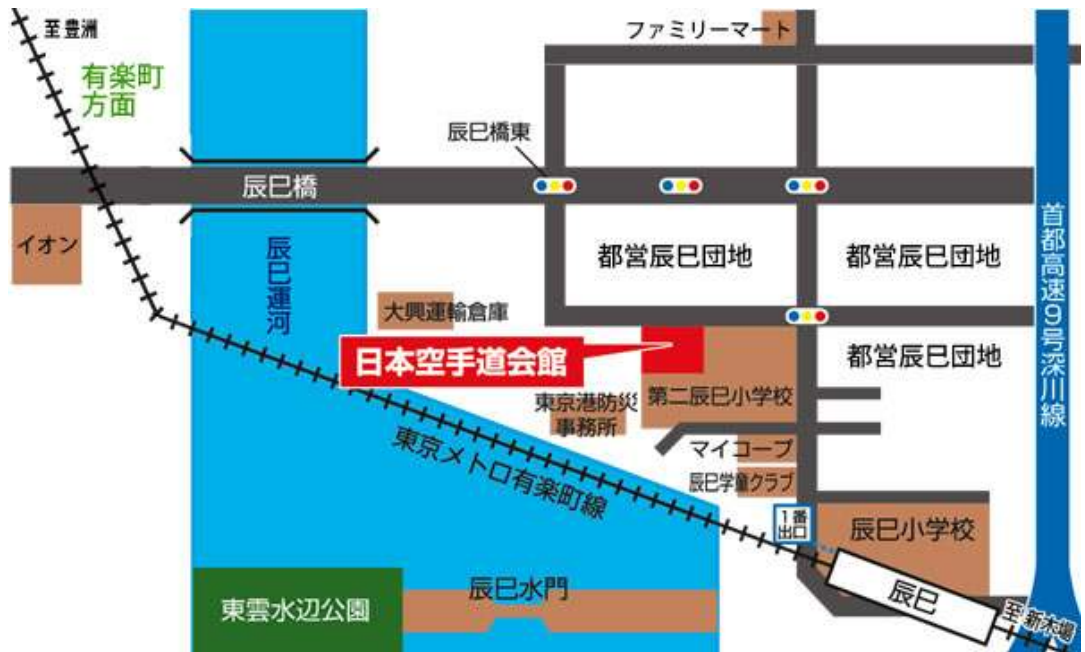 至 豊洲
ファミリーマート
有楽町
方面
辰巳橋東
辰巳橋
首都高速9号深川線
イオン
辰巳運河
都営辰巳団地
都営辰巳団地
大興運輸倉庫
日本空手道会館
都営辰巳団地
東京港防災
事務所
第二辰巳小学校
東京メトロ有楽町線
マイコープ
辰巳学童クラブ
1番
出口
辰巳小学校
辰巳水門
東雲水辺公園
辰巳
至 新木場